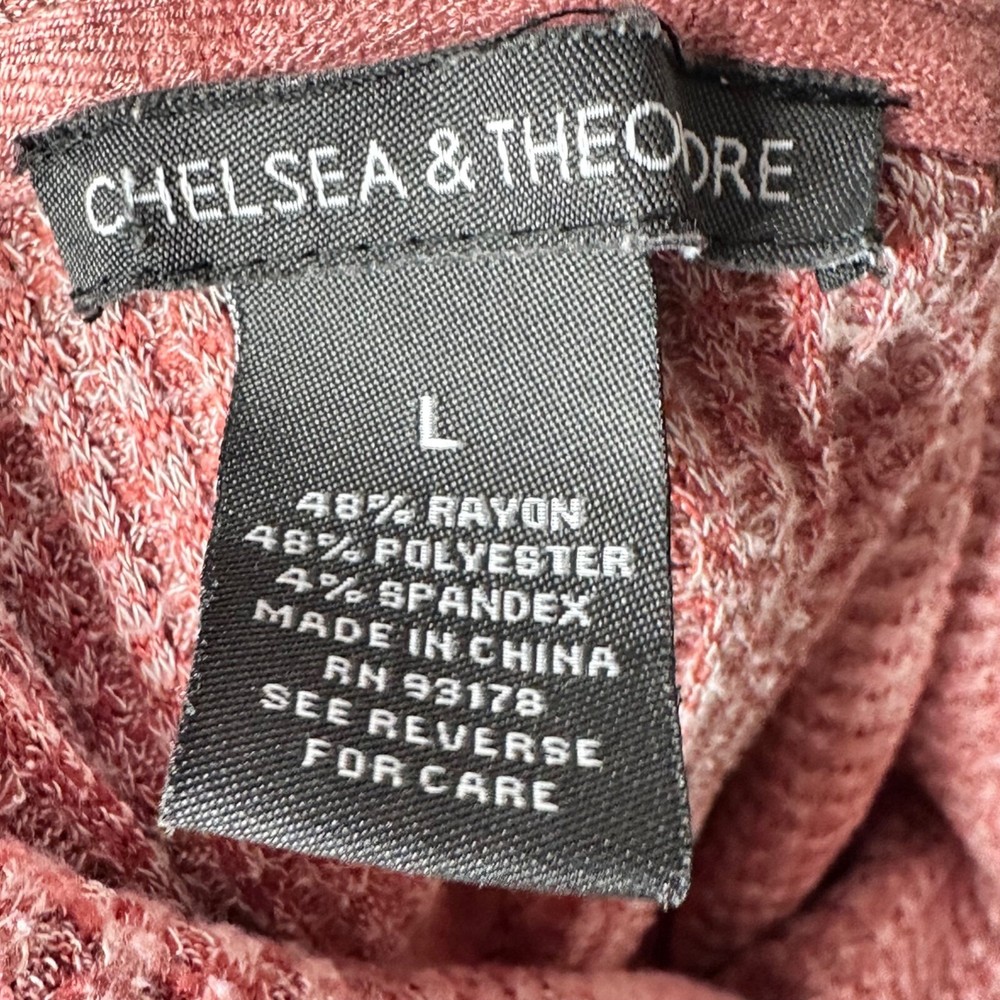 CHELSEA & THEODORE
L
48% RAYON
48% POLYESTER
4% SPANDEX
MADE IN CHINA
RN 93178
SEE REVERSE
FOR CARE